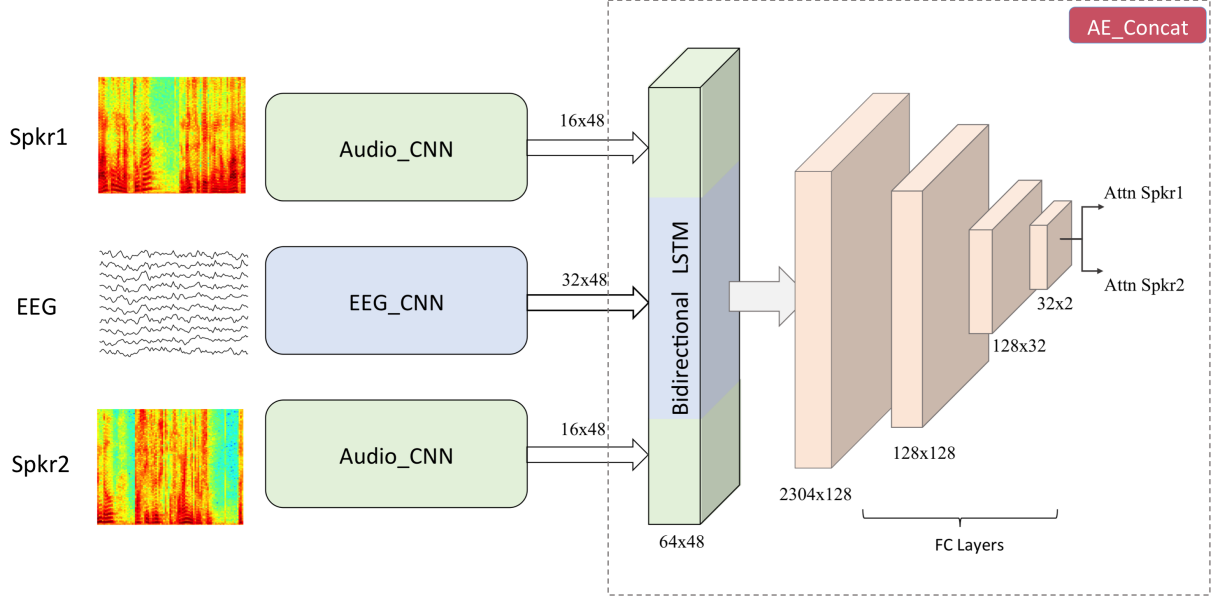 AE_Concat
Spkr1
Audio_CNN
16x48
EEG
EEG_CNN
32x48
Spkr2
Audio_CNN
16x48
Bidirectional LSTM
64x48
2304x128
128x128
128x32
32x2
Attn Spkr1
Attn Spkr2
FC Layers